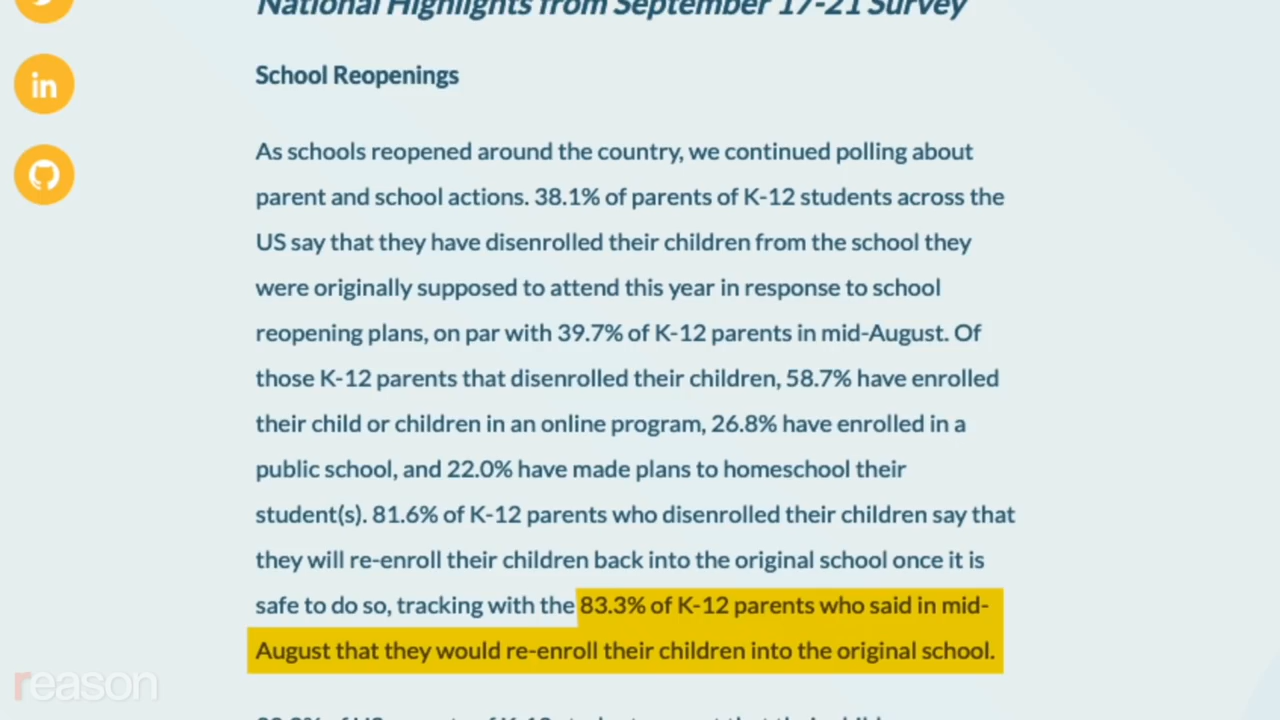 National Highlights from September 17-21 Survey
School Reopenings
As schools reopened around the country, we continued polling about
parent and school actions. 38.1% of parents of K-12 students across the
US say that they have disenrolled their children from the school they
were originally supposed to attend this year in response to school
reopening plans, on par with 39.7% of K-12 parents in mid-August. Of
those K-12 parents that disenrolled their children, 58.7% have enrolled
their child or children in an online program, 26.8% have enrolled in a
public school, and 22.0% have made plans to homeschool their
student(s). 81.6% of K-12 parents who disenrolled their children say that
they will re-enroll their children back into the original school once it is
safe to do so, tracking with the 83.3% of K-12 parents who said in mid-
August that they would re-enroll their children into the original school.
in
reason